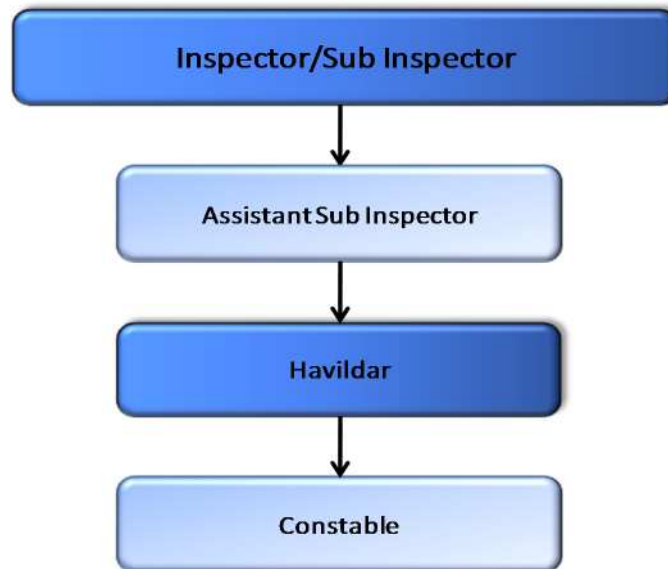 Inspector/Sub Inspector
Assistant Sub Inspector
Havildar
Constable